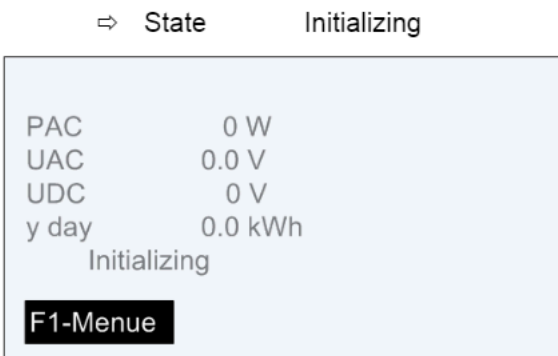 ⇨ State Initializing
PAC 0 W
UAC 0.0 V
UDC 0 V
y day 0.0 kWh
Initializing
F1-Menue